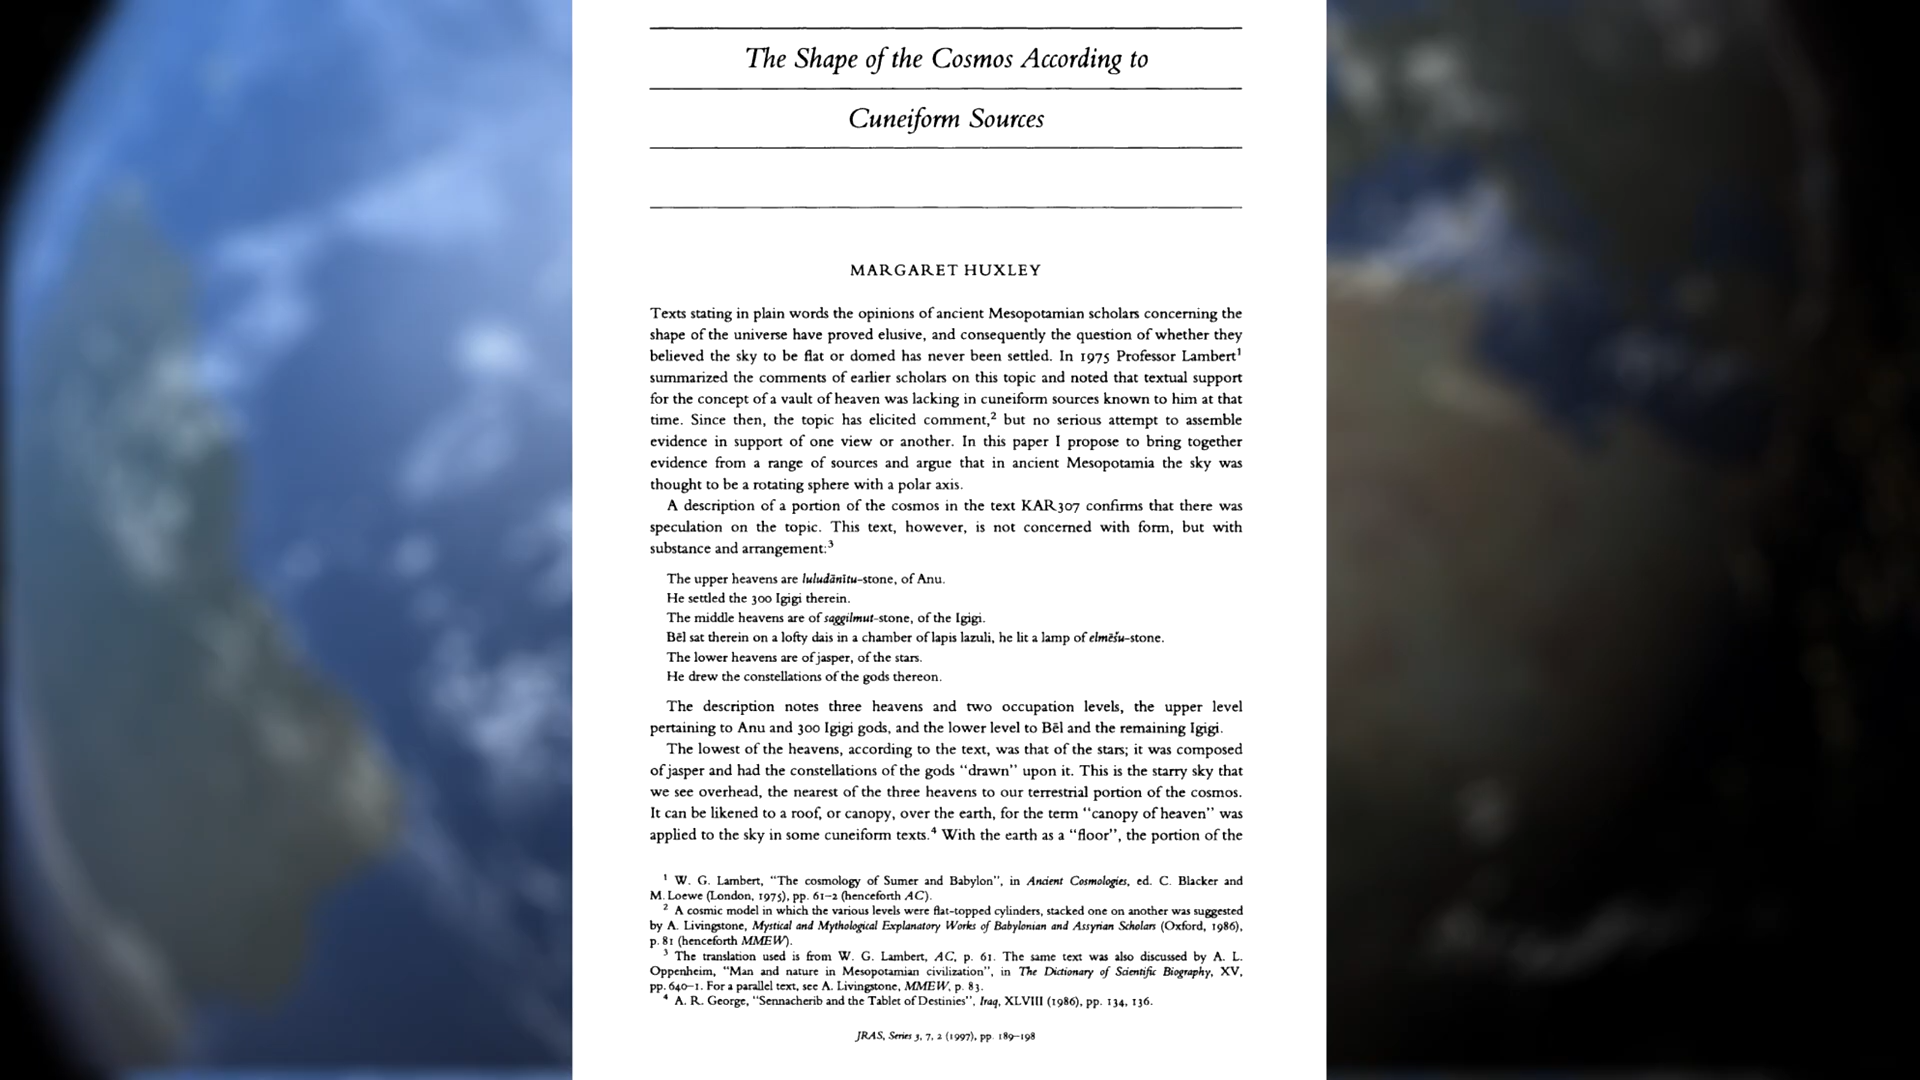 The Shape of the Cosmos According to
Cuneiform Sources
MARGARET HUXLEY
Texts stating in plain words the opinions of ancient Mesopotamian scholars concerning the
shape of the universe have proved elusive, and consequently the question of whether they
believed the sky to be flat or domed has never been settled. In 1975 Professor Lambert¹
summarized the comments of earlier scholars on this topic and noted that textual support
for the concept of a vault of heaven was lacking in cuneiform sources known to him at that
time. Since then, the topic has elicited comment,² but no serious attempt to assemble
evidence in support of one view or another. In this paper I propose to bring together
evidence from a range of sources and argue that in ancient Mesopotamia the sky was
thought to be a rotating sphere with a polar axis.
A description of a portion of the cosmos in the text KAR307 confirms that there was
speculation on the topic. This text, however, is not concerned with form, but with
substance and arrangement:³
The upper heavens are luludānītu-stone, of Anu.
He settled the 300 Igigi therein.
The middle heavens are of saggilmut-stone, of the Igigi.
Bēl sat therein on a lofty dais in a chamber of lapis lazuli, he lit a lamp of elmēšu-stone.
The lower heavens are of jasper, of the stars.
He drew the constellations of the gods thereon.
The description notes three heavens and two occupation levels, the upper level
pertaining to Anu and 300 Igigi gods, and the lower level to Bēl and the remaining Igigi.
The lowest of the heavens, according to the text, was that of the stars; it was composed
of jasper and had the constellations of the gods "drawn" upon it. This is the starry sky that
we see overhead, the nearest of the three heavens to our terrestrial portion of the cosmos.
It can be likened to a roof, or canopy, over the earth, for the term "canopy of heaven" was
applied to the sky in some cuneiform texts.⁴ With the earth as a "floor", the portion of the
¹ W. G. Lambert, "The cosmology of Sumer and Babylon", in Ancient Cosmologies, ed. C. Blacker and
M. Loewe (London, 1975), pp. 61–2 (henceforth AC).
² A cosmic model in which the various levels were flat-topped cylinders, stacked one on another was suggested
by A. Livingstone, Mystical and Mythological Explanatory Works of Babylonian and Assyrian Scholars (Oxford, 1986),
p. 81 (henceforth MMEW).
³ The translation used is from W. G. Lambert, AC, p. 61. The same text was also discussed by A. L.
Oppenheim, "Man and nature in Mesopotamian civilization", in The Dictionary of Scientific Biography, XV,
pp. 640–1. For a parallel text, see A. Livingstone, MMEW, p. 83.
⁴ A. R. George, "Sennacherib and the Tablet of Destinies", Iraq, XLVIII (1986), pp. 134, 136.
JRAS, Series 3, 7, 2 (1997), pp. 189–198